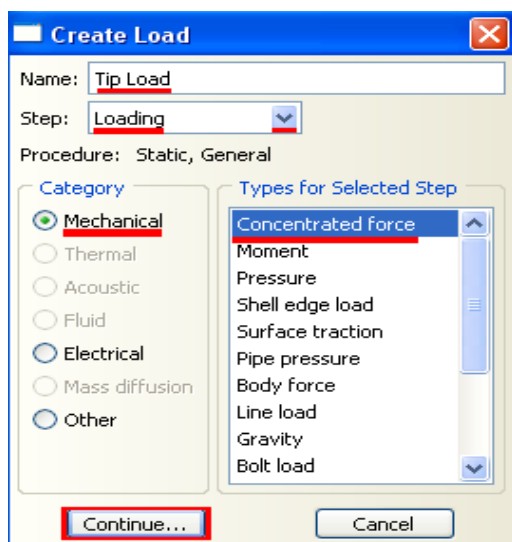 Create Load
Name: Tip Load
Step: Loading
Procedure: Static, General
Category
Mechanical
Thermal
Acoustic
Fluid
Electrical
Mass diffusion
Other
Types for Selected Step
Concentrated force
Moment
Pressure
Shell edge load
Surface traction
Pipe pressure
Body force
Line load
Gravity
Bolt load
Continue...
Cancel